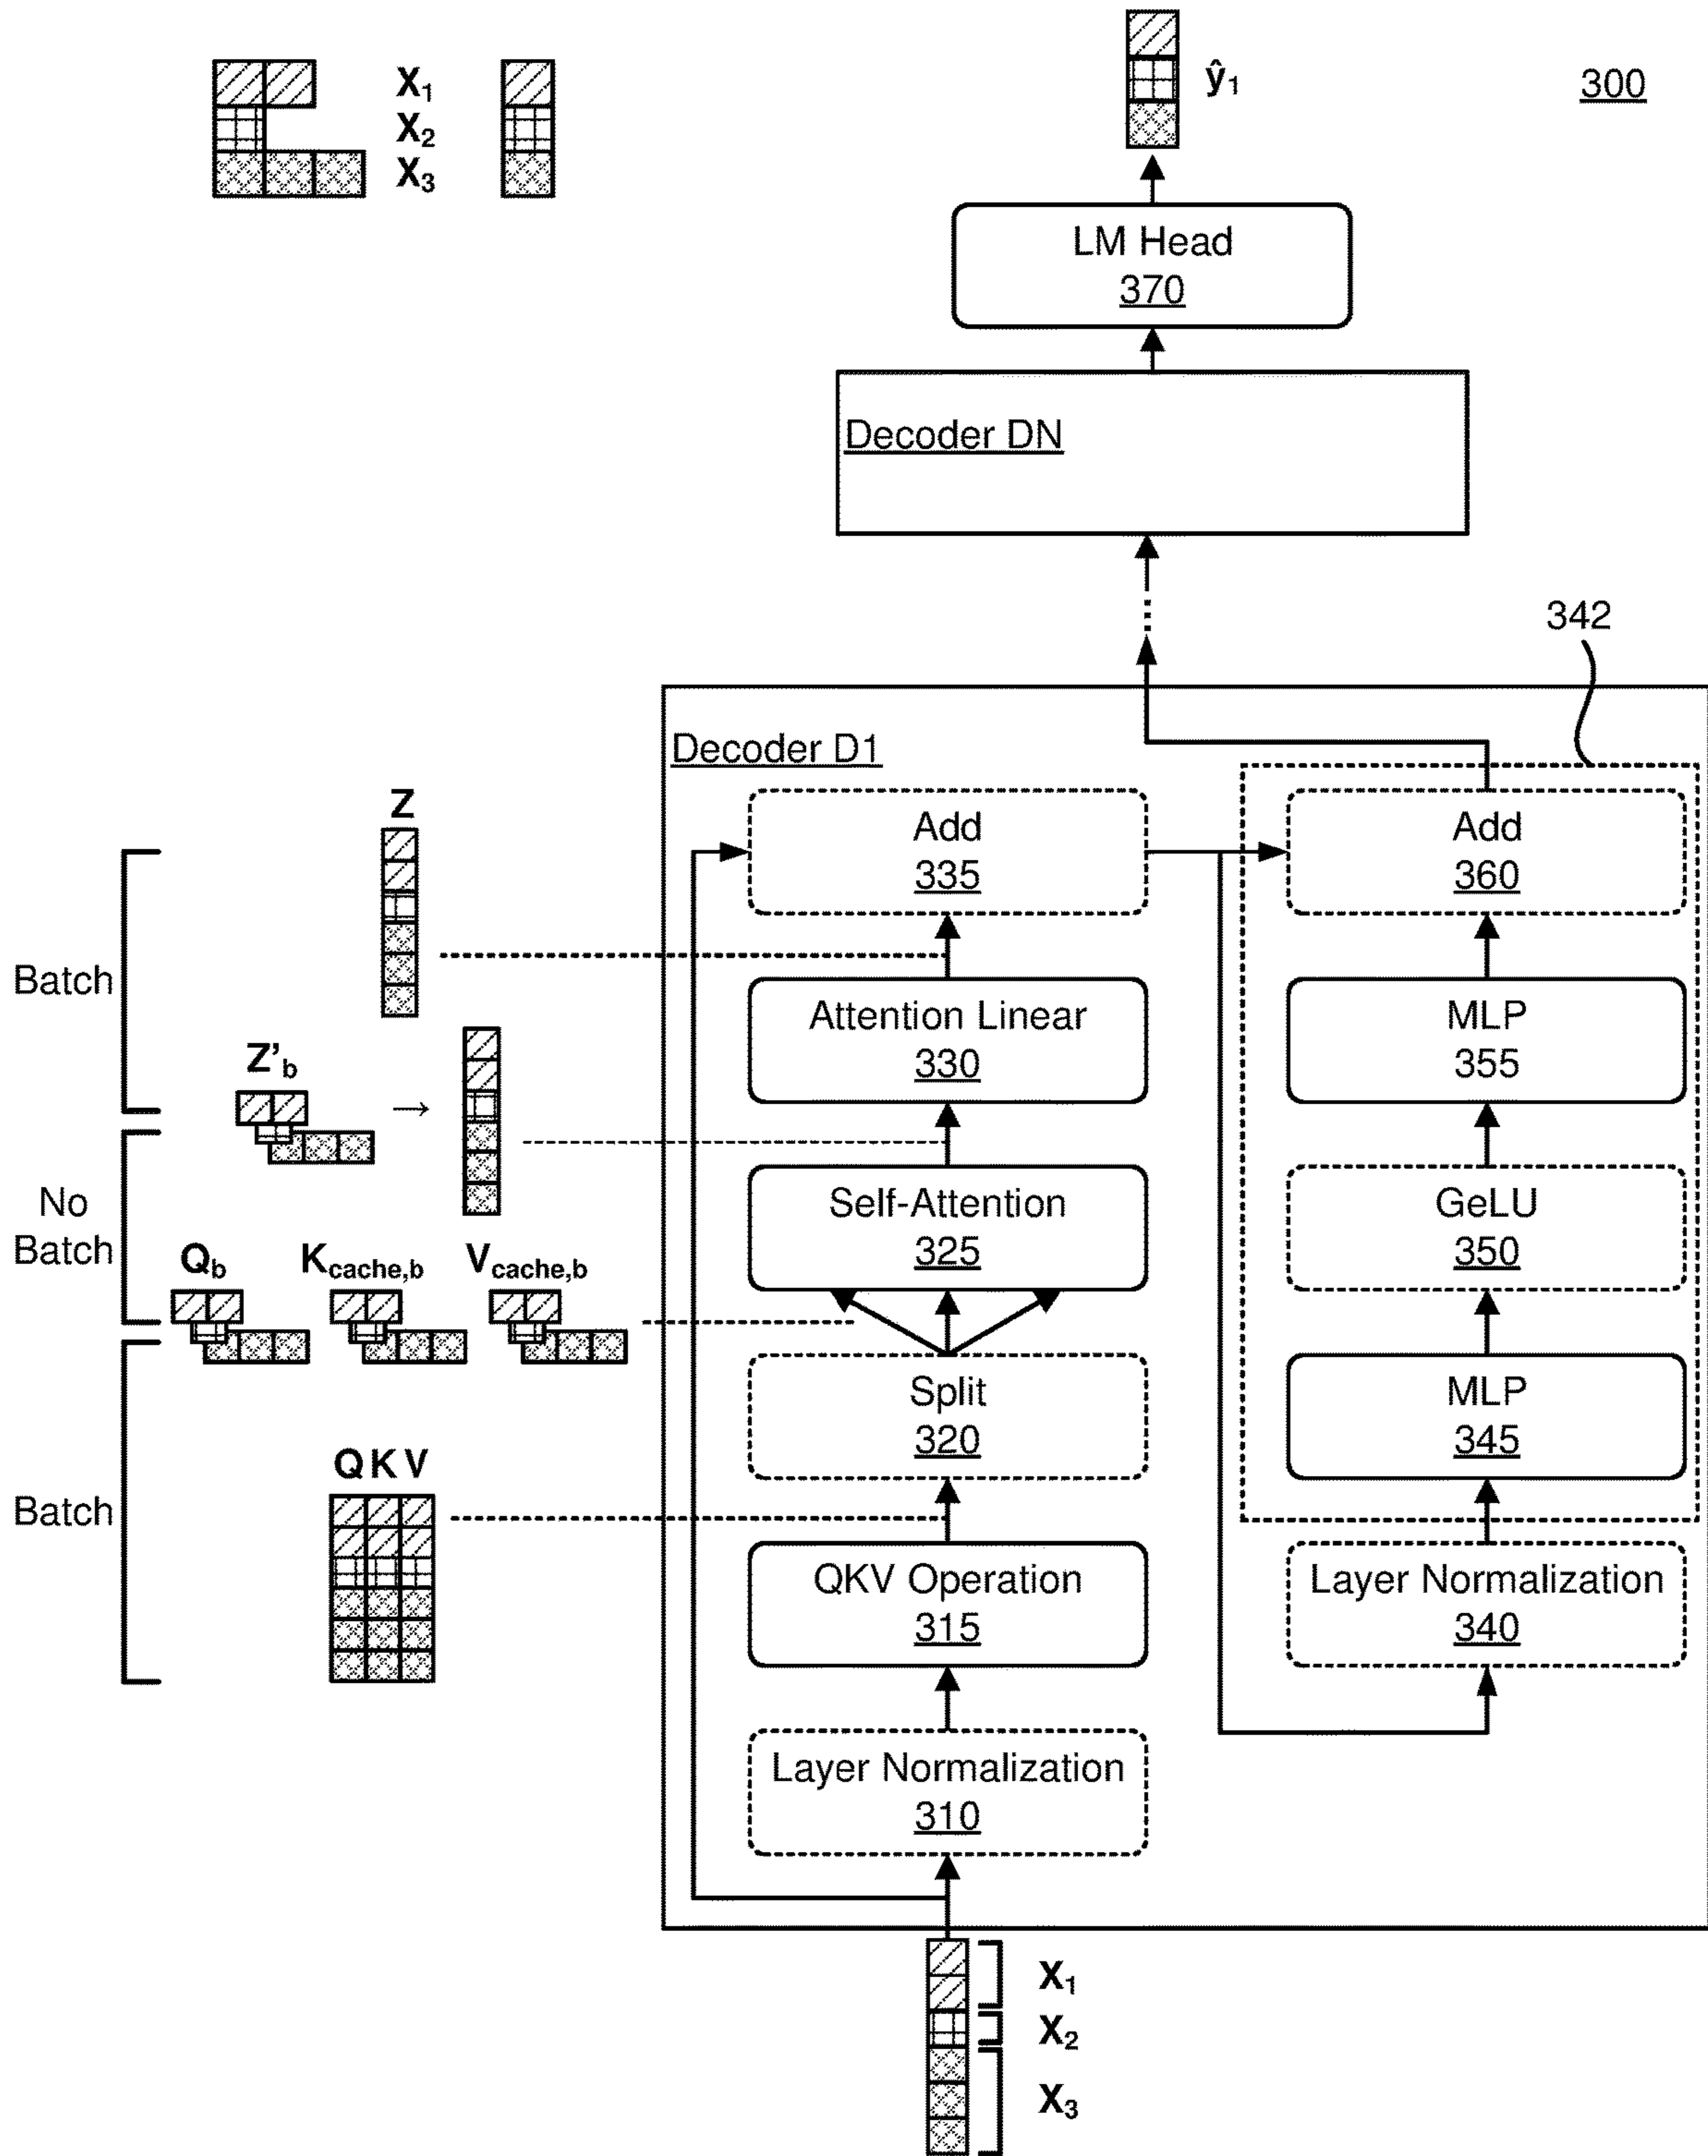 X1
X2
X3
ŷ1
300
LM Head
370
Decoder DN
342
Decoder D1
Add
335
Add
360
Attention Linear
330
MLP
355
Self-Attention
325
GeLU
350
Split
320
MLP
345
QKV Operation
315
Layer Normalization
340
Layer Normalization
310
Z
Batch
Z'b
→
No
Batch
Qb
Kcache,b
Vcache,b
Q K V
Batch
X1
X2
X3